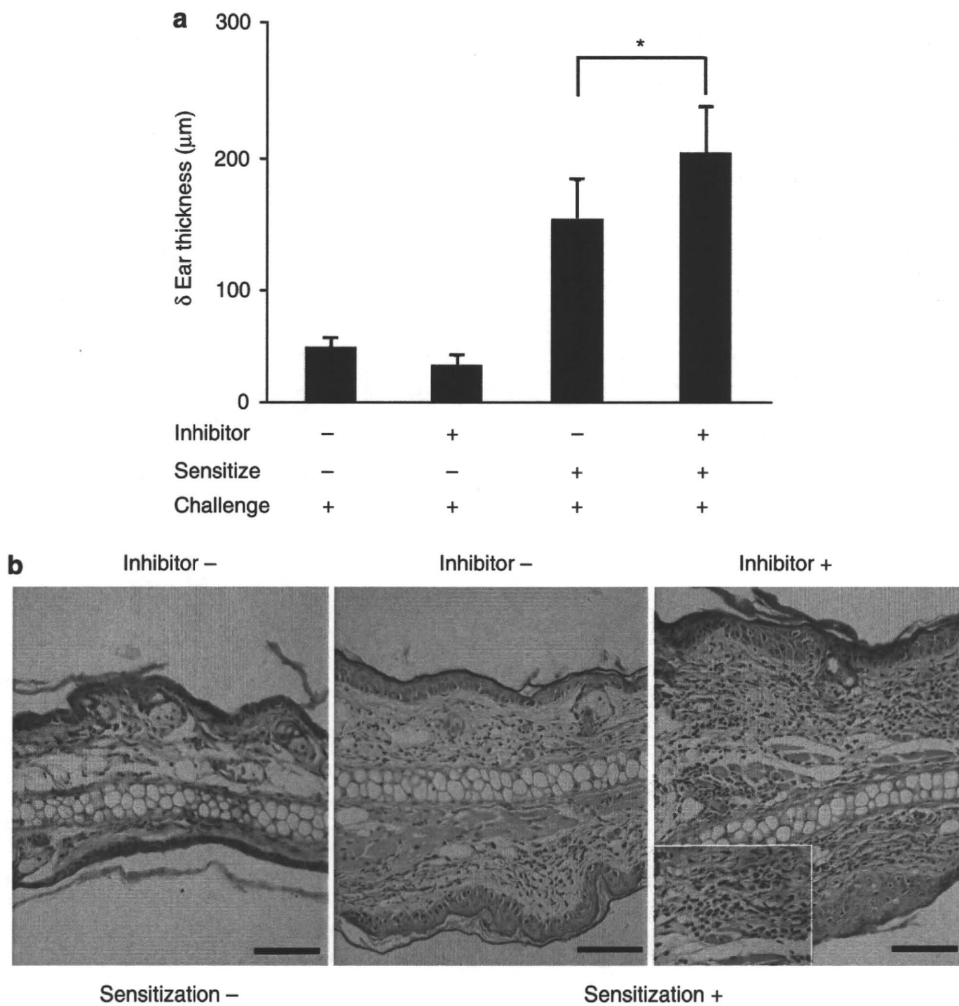 a
300
*
200
100
0
δ Ear thickness (μm)
Inhibitor – + – +
Sensitize – – + +
Challenge + + + +
b
Inhibitor – Inhibitor – Inhibitor +
Sensitization – Sensitization +